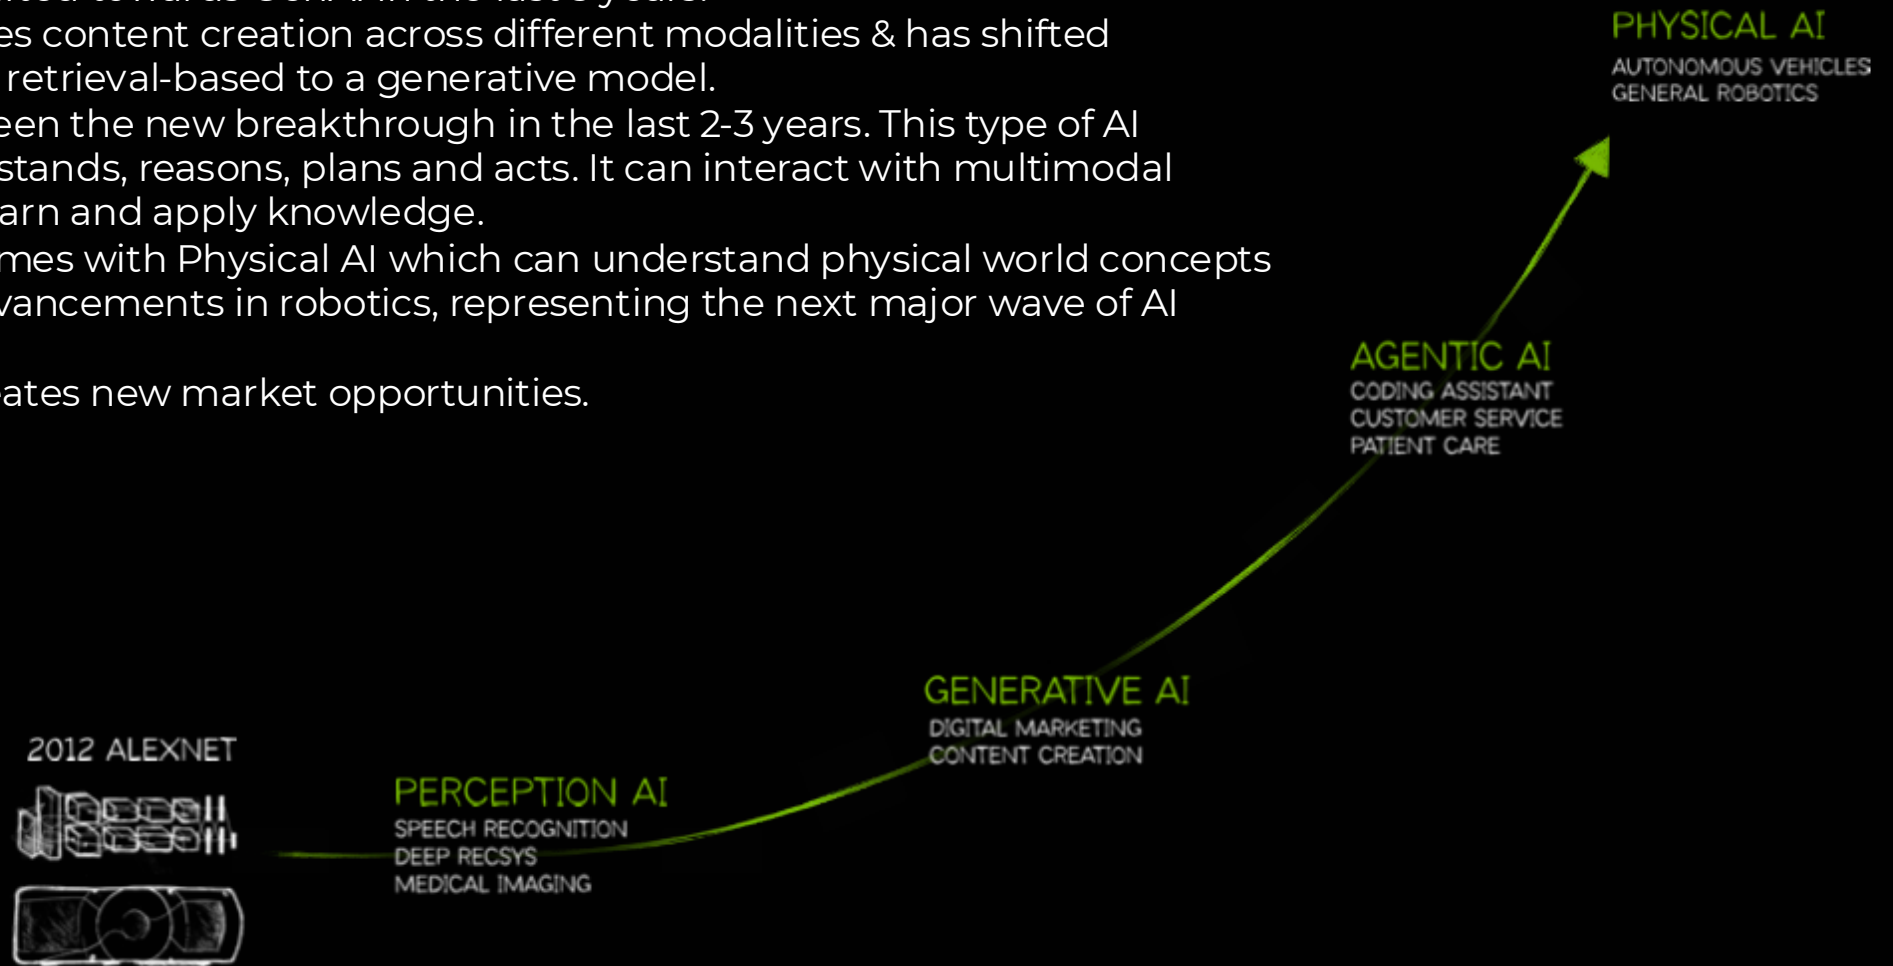 es content creation across different modalities & has shifted
retrieval-based to a generative model.
een the new breakthrough in the last 2-3 years. This type of AI
stands, reasons, plans and acts. It can interact with multimodal
arn and apply knowledge.
mes with Physical AI which can understand physical world concepts
vancements in robotics, representing the next major wave of AI
ates new market opportunities.
PHYSICAL AI
AUTONOMOUS VEHICLES
GENERAL ROBOTICS
AGENTIC AI
CODING ASSISTANT
CUSTOMER SERVICE
PATIENT CARE
GENERATIVE AI
DIGITAL MARKETING
CONTENT CREATION
2012 ALEXNET
PERCEPTION AI
SPEECH RECOGNITION
DEEP RECSYS
MEDICAL IMAGING